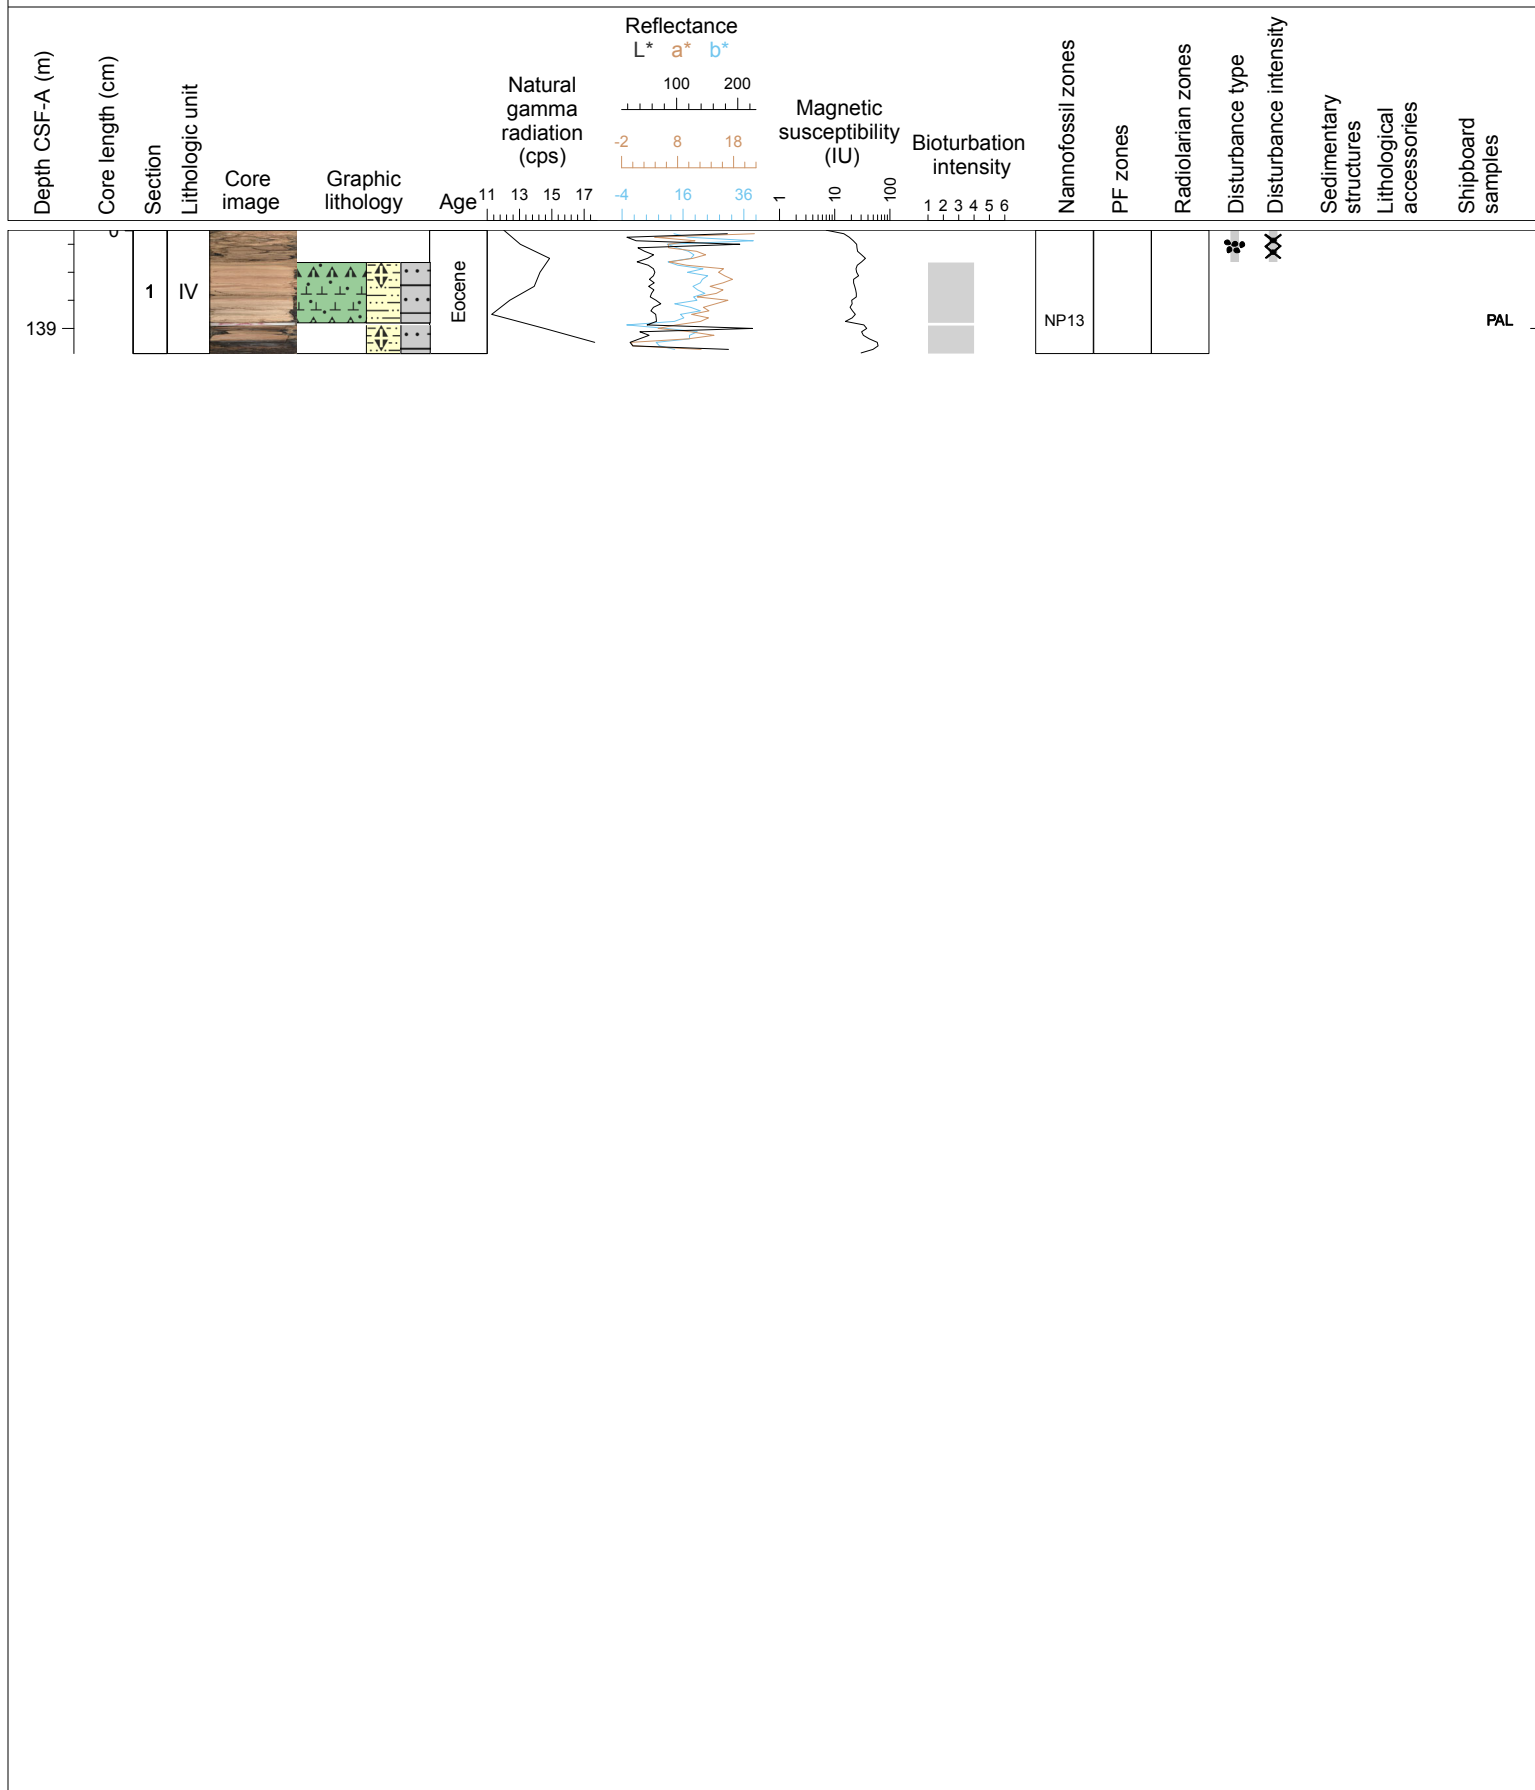 Depth CSF-A (m)
Core length (cm)
Section
Lithologic unit
Core
image
Graphic
lithology
Age
Natural
gamma
radiation
(cps)
11 13 15 17
Reflectance
L* a* b*
100 200
-2 8 18
-4 16 36
Magnetic
susceptibility
(IU)
1 10 100
Bioturbation
intensity
1 2 3 4 5 6
Nannofossil zones
PF zones
Radiolarian zones
Disturbance type
Disturbance intensity
Sedimentary
structures
Lithological
accessories
Shipboard
samples
0
139
1
IV
Eocene
NP13
PAL